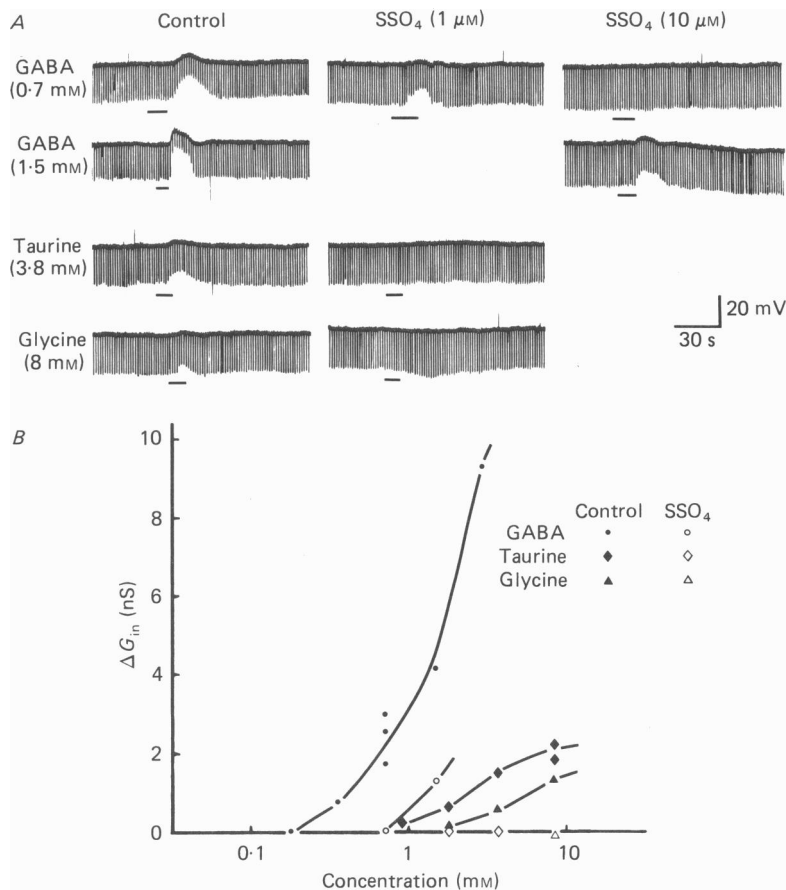 A
Control
SSO₄ (1 μM)
SSO₄ (10 μM)
GABA
(0·7 mM)
GABA
(1·5 mM)
Taurine
(3·8 mM)
Glycine
(8 mM)
20 mV
30 s
B
10
8
6
4
2
0
ΔG_in (nS)
Control SSO₄
GABA
Taurine
Glycine
0·1
1
10
Concentration (mM)